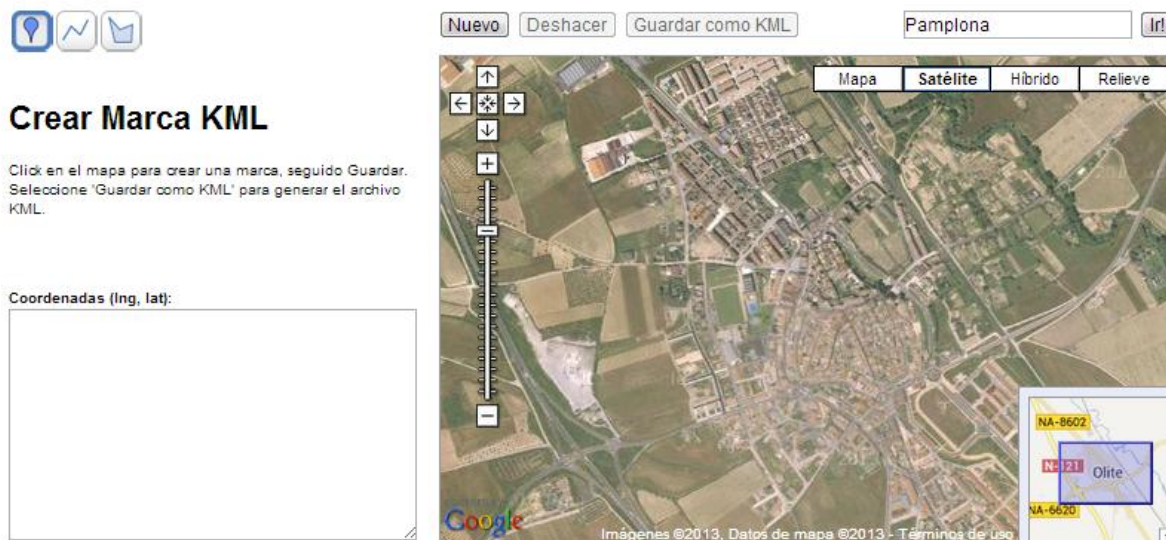 Nuevo Deshacer Guardar como KML Pamplona Ir!
Crear Marca KML
Click en el mapa para crear una marca, seguido Guardar.
Seleccione 'Guardar como KML' para generar el archivo
KML.
Coordenadas (lng, lat):
Mapa Satélite Híbrido Relieve
NA-8602
N-121
Olite
NA-6620
Google
Imágenes ©2013, Datos de mapa ©2013 - Términos de uso